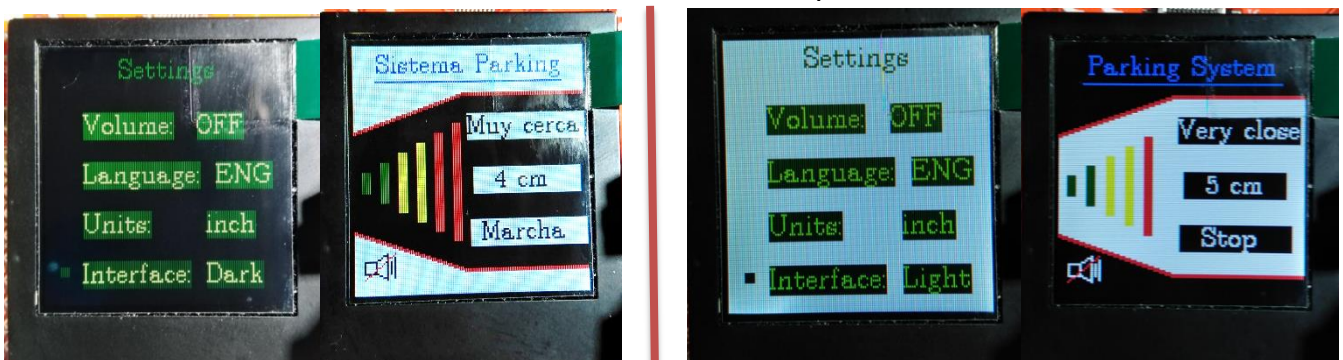 Settings
Volume: OFF
Language: ENG
Units: inch
Interface: Dark
Sistema Parking
Muy cerca
4 cm
Marcha
Settings
Volume: OFF
Language: ENG
Units: inch
Interface: Light
Parking System
Very close
5 cm
Stop